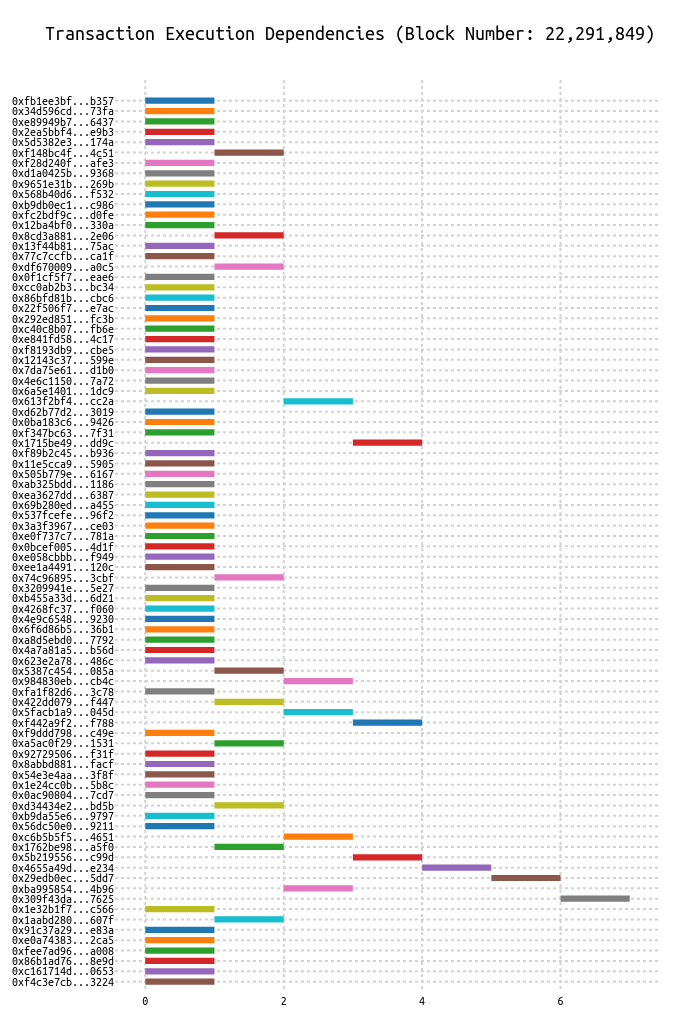 Transaction Execution Dependencies (Block Number: 22,291,849)
0xfb1ee3bf...b357
0x34d596cd...73fa
0xe89949b7...6437
0x2ea5bbf4...e9b3
0x5d5382e3...174a
0xf148bc4f...4c51
0xf28d240f...afe3
0xd1a0425b...9368
0x9651e31b...269b
0x568b40d6...f532
0xb9db0ec1...c986
0xfc2bdf9c...d0fe
0x12ba4bf0...330a
0x8cd3a881...2e06
0x13f44b81...75ac
0x77c7ccfb...ca1f
0xdf670009...a0c5
0x0f1cf5f7...eae6
0xcc0ab2b3...bc34
0x86bfd81b...cbc6
0x22f506f7...e7ac
0x292ed851...fc3b
0xc40c8b07...fb6e
0xe841fd58...4c17
0xf8193db9...cbe5
0x12143c37...599e
0x7da75e61...d1b0
0x4e6c1150...7a72
0x6a5e1401...1dc9
0x613f2bf4...cc2a
0xd62b77d2...3019
0x0ba183c6...9426
0xf347bc63...7f31
0x1715be49...dd9c
0xf89b2c45...b936
0x11e5cca9...5905
0x505b779e...6167
0xab325bdd...1186
0xea3627dd...6387
0x69b280ed...a455
0x537fcefe...96f2
0x3a3f3967...ce03
0xe0f737c7...781a
0x0bcef005...4d1f
0xe058cbbb...f949
0xee1a4491...120c
0x74c96895...3cbf
0x3209941e...5e27
0xb455a33d...6d21
0x4268fc37...f060
0x4e9c6548...9230
0x6f6d86b5...36b1
0xa8d5ebd0...7792
0x4a7a81a5...b56d
0x623e2a78...486c
0x5387c454...085a
0x984830eb...cb4c
0xfa1f82d6...3c78
0x422dd079...f447
0x5facb1a9...045d
0xf442a9f2...f788
0xf9ddd798...c49e
0xa5ac0f29...1531
0x92729506...f31f
0x8abbd881...facf
0x54e3e4aa...3f8f
0x1e24cc0b...5b8c
0x0ac90804...7cd7
0xd34434e2...bd5b
0xb9da55e6...9797
0x56dc50e0...9211
0xc6b5b5f5...4651
0x1762be98...a5f0
0x5b219556...c99d
0x4655a49d...e234
0x29edb0ec...5dd7
0xba995854...4b96
0x309f43da...7625
0x1e32b1f7...c566
0x1aabd280...607f
0x91c37a29...e83a
0xe0a74383...2ca5
0xfee7ad96...a008
0x86b1ad76...8e9d
0xc161714d...0653
0xf4c3e7cb...3224
0 2 4 6